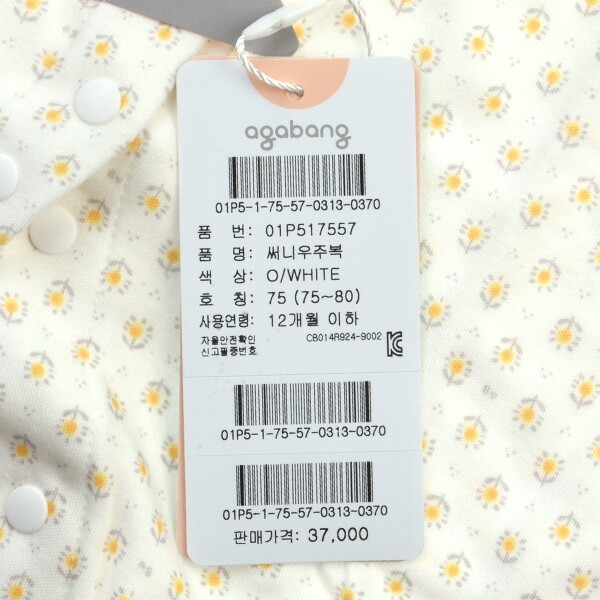 agabang
01P5-1-75-57-0313-0370
품 번: 01P517557
품 명: 써니우주복
색 상: O/WHITE
호 칭: 75 (75~80)
사용연령: 12개월 이하
자율안전확인
신고필증번호 CB014R924-9002
01P5-1-75-57-0313-0370
01P5-1-75-57-0313-0370
판매가격: 37,000